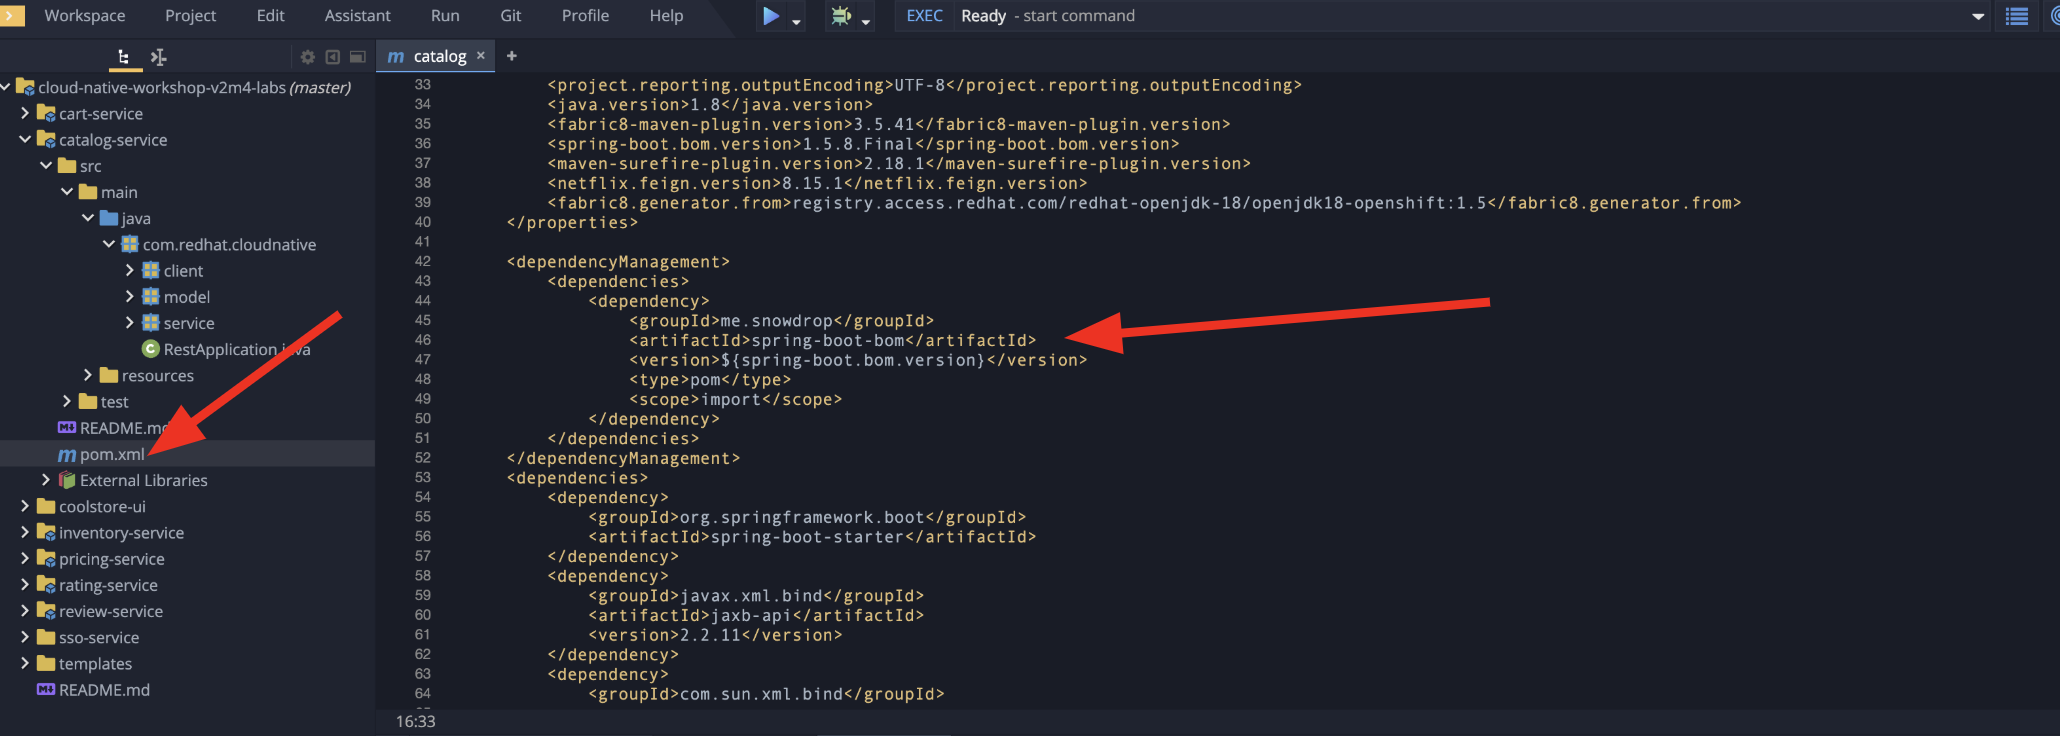 Workspace Project Edit Assistant Run Git Profile Help EXEC Ready - start command
catalog × +
cloud-native-workshop-v2m4-labs (master)
cart-service
catalog-service
src
main
java
com.redhat.cloudnative
client
model
service
RestApplication.java
resources
test
README.md
pom.xml
External Libraries
coolstore-ui
inventory-service
pricing-service
rating-service
review-service
sso-service
templates
README.md
33 <project.reporting.outputEncoding>UTF-8</project.reporting.outputEncoding>
34 <java.version>1.8</java.version>
35 <fabric8-maven-plugin.version>3.5.41</fabric8-maven-plugin.version>
36 <spring-boot.bom.version>1.5.8.Final</spring-boot.bom.version>
37 <maven-surefire-plugin.version>2.18.1</maven-surefire-plugin.version>
38 <netflix.feign.version>8.15.1</netflix.feign.version>
39 <fabric8.generator.from>registry.access.redhat.com/redhat-openjdk-18/openjdk18-openshift:1.5</fabric8.generator.from>
40 </properties>
41
42 <dependencyManagement>
43 <dependencies>
44 <dependency>
45 <groupId>me.snowdrop</groupId>
46 <artifactId>spring-boot-bom</artifactId>
47 <version>${spring-boot.bom.version}</version>
48 <type>pom</type>
49 <scope>import</scope>
50 </dependency>
51 </dependencies>
52 </dependencyManagement>
53 <dependencies>
54 <dependency>
55 <groupId>org.springframework.boot</groupId>
56 <artifactId>spring-boot-starter</artifactId>
57 </dependency>
58 <dependency>
59 <groupId>javax.xml.bind</groupId>
60 <artifactId>jaxb-api</artifactId>
61 <version>2.2.11</version>
62 </dependency>
63 <dependency>
64 <groupId>com.sun.xml.bind</groupId>
16:33